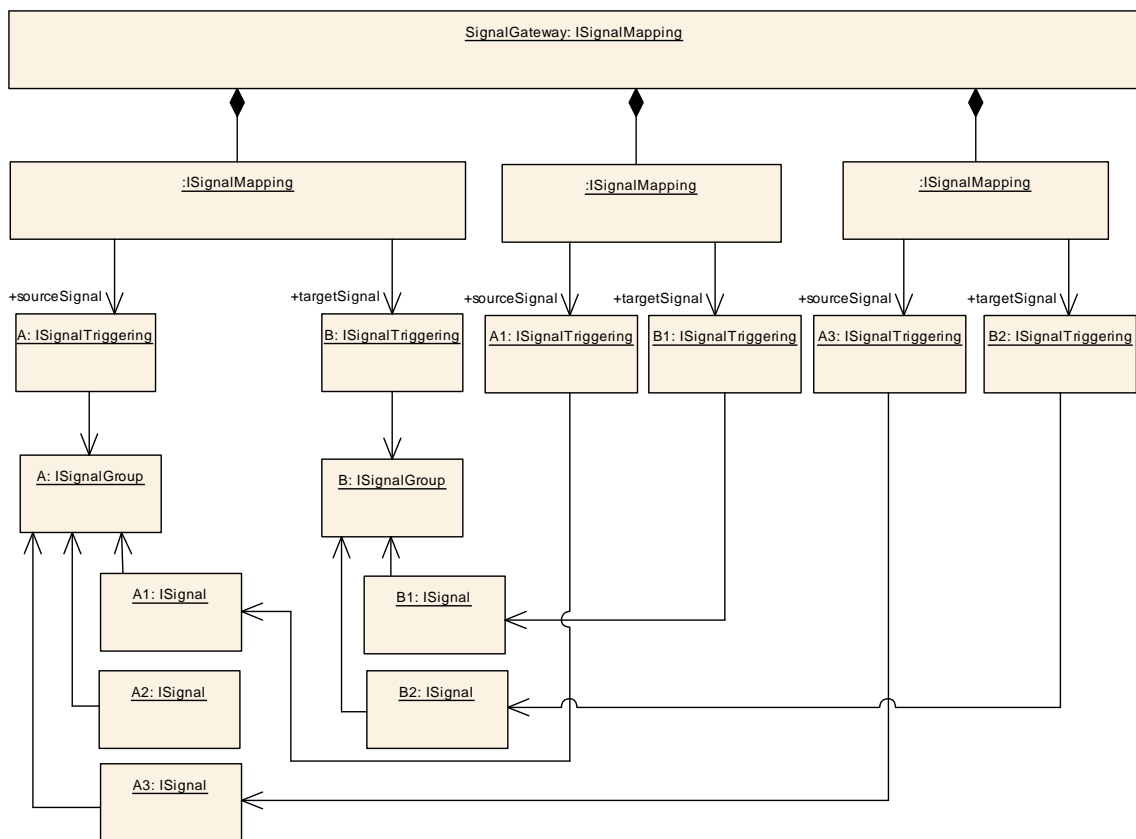 SignalGateway: ISignalMapping
:ISignalMapping
:ISignalMapping
:ISignalMapping
+sourceSignal
+targetSignal
+sourceSignal
+targetSignal
+sourceSignal
+targetSignal
A: ISignalTriggering
B: ISignalTriggering
A1: ISignalTriggering
B1: ISignalTriggering
A3: ISignalTriggering
B2: ISignalTriggering
A: ISignalGroup
B: ISignalGroup
A1: ISignal
B1: ISignal
A2: ISignal
B2: ISignal
A3: ISignal